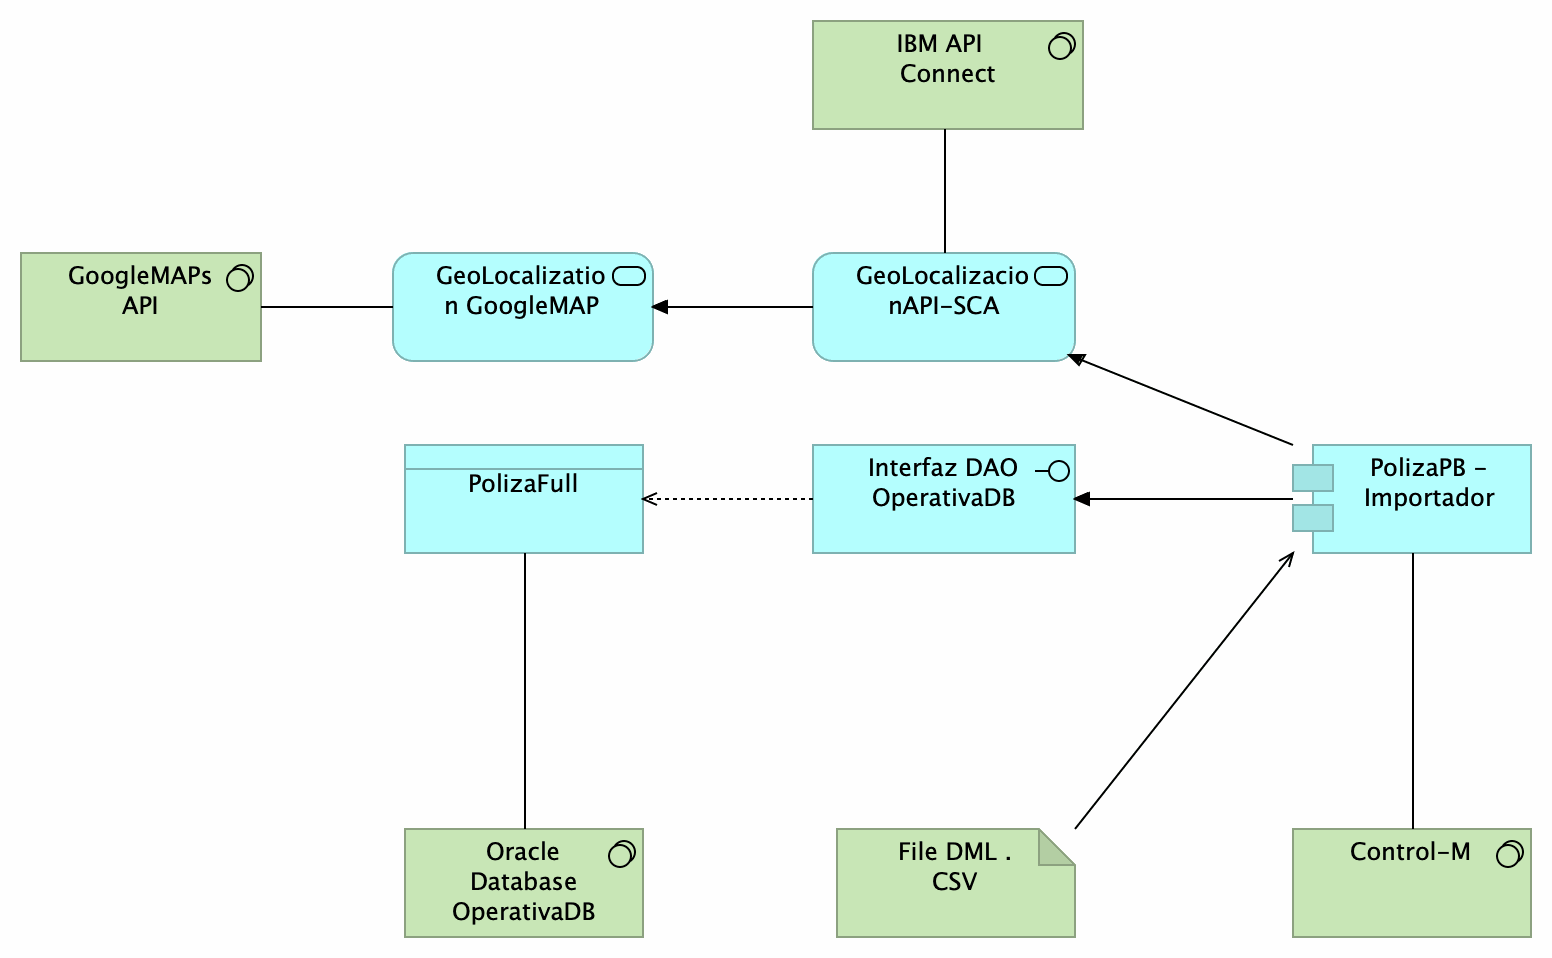 IBM API
Connect
GoogleMAPs
API
GeoLocalizatio
n GoogleMAP
GeoLocalizacio
nAPI-SCA
PolizaFull
Interfaz DAO
OperativaDB
PolizaPB -
Importador
Oracle
Database
OperativaDB
File DML .
CSV
Control-M